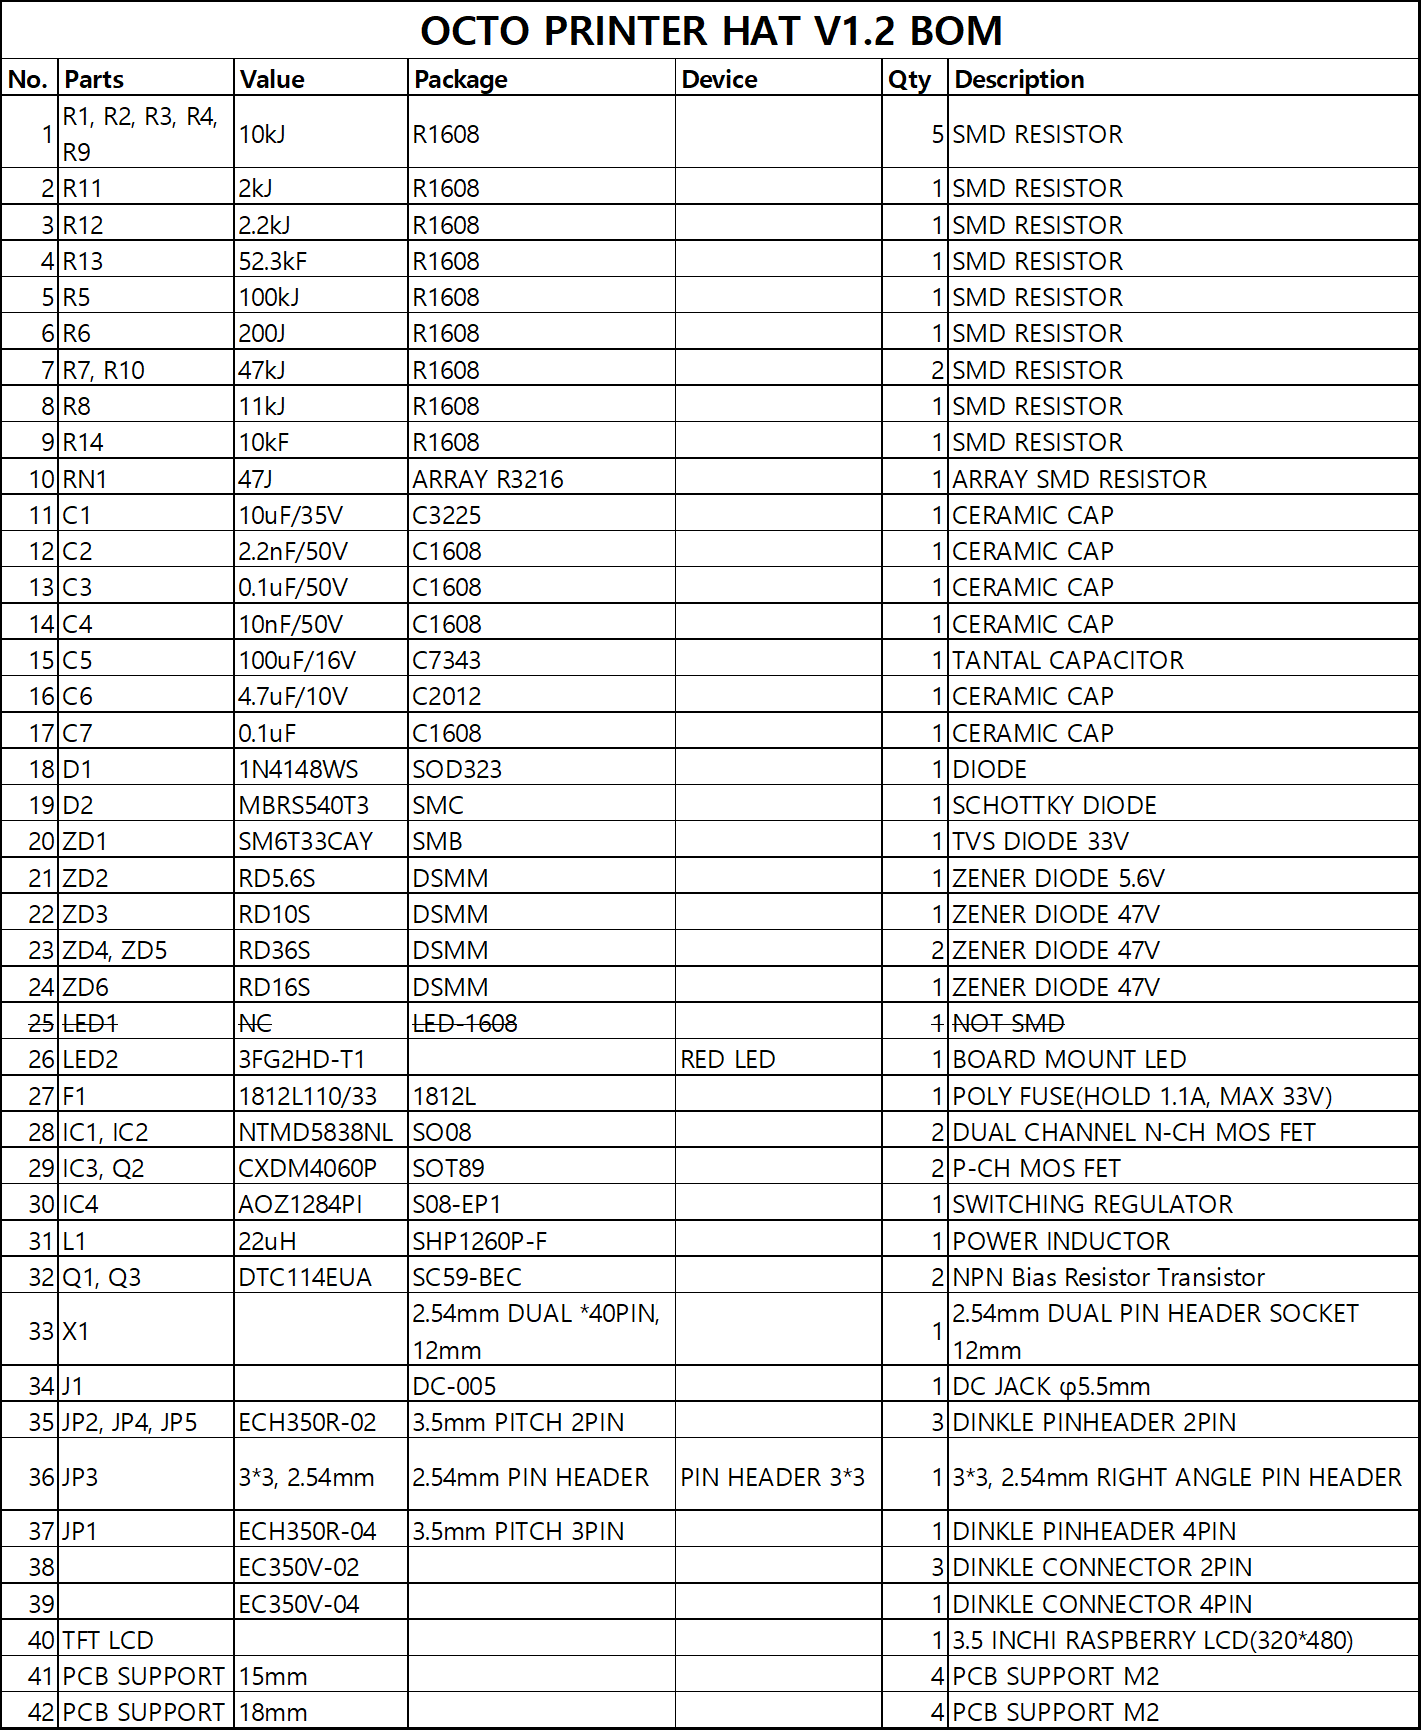 OCTO PRINTER HAT V1.2 BOM
No. Parts Value Package Device Qty Description
1 R1, R2, R3, R4, R9 10kJ R1608 5 SMD RESISTOR
2 R11 2kJ R1608 1 SMD RESISTOR
3 R12 2.2kJ R1608 1 SMD RESISTOR
4 R13 52.3kF R1608 1 SMD RESISTOR
5 R5 100kJ R1608 1 SMD RESISTOR
6 R6 200J R1608 1 SMD RESISTOR
7 R7, R10 47kJ R1608 2 SMD RESISTOR
8 R8 11kJ R1608 1 SMD RESISTOR
9 R14 10kF R1608 1 SMD RESISTOR
10 RN1 47J ARRAY R3216 1 ARRAY SMD RESISTOR
11 C1 10uF/35V C3225 1 CERAMIC CAP
12 C2 2.2nF/50V C1608 1 CERAMIC CAP
13 C3 0.1uF/50V C1608 1 CERAMIC CAP
14 C4 10nF/50V C1608 1 CERAMIC CAP
15 C5 100uF/16V C7343 1 TANTAL CAPACITOR
16 C6 4.7uF/10V C2012 1 CERAMIC CAP
17 C7 0.1uF C1608 1 CERAMIC CAP
18 D1 1N4148WS SOD323 1 DIODE
19 D2 MBRS540T3 SMC 1 SCHOTTKY DIODE
20 ZD1 SM6T33CAY SMB 1 TVS DIODE 33V
21 ZD2 RD5.6S DSMM 1 ZENER DIODE 5.6V
22 ZD3 RD10S DSMM 1 ZENER DIODE 47V
23 ZD4, ZD5 RD36S DSMM 2 ZENER DIODE 47V
24 ZD6 RD16S DSMM 1 ZENER DIODE 47V
25 LED1 NC LED-1608 1 NOT SMD
26 LED2 3FG2HD-T1 RED LED 1 BOARD MOUNT LED
27 F1 1812L110/33 1812L 1 POLY FUSE(HOLD 1.1A, MAX 33V)
28 IC1, IC2 NTMD5838NL SO08 2 DUAL CHANNEL N-CH MOS FET
29 IC3, Q2 CXDM4060P SOT89 2 P-CH MOS FET
30 IC4 AOZ1284PI S08-EP1 1 SWITCHING REGULATOR
31 L1 22uH SHP1260P-F 1 POWER INDUCTOR
32 Q1, Q3 DTC114EUA SC59-BEC 2 NPN Bias Resistor Transistor
33 X1 2.54mm DUAL *40PIN, 12mm 1 2.54mm DUAL PIN HEADER SOCKET 12mm
34 J1 DC-005 1 DC JACK φ5.5mm
35 JP2, JP4, JP5 ECH350R-02 3.5mm PITCH 2PIN 3 DINKLE PINHEADER 2PIN
36 JP3 3*3, 2.54mm 2.54mm PIN HEADER PIN HEADER 3*3 1 3*3, 2.54mm RIGHT ANGLE PIN HEADER
37 JP1 ECH350R-04 3.5mm PITCH 3PIN 1 DINKLE PINHEADER 4PIN
38 EC350V-02 3 DINKLE CONNECTOR 2PIN
39 EC350V-04 1 DINKLE CONNECTOR 4PIN
40 TFT LCD 1 3.5 INCHI RASPBERRY LCD(320*480)
41 PCB SUPPORT 15mm 4 PCB SUPPORT M2
42 PCB SUPPORT 18mm 4 PCB SUPPORT M2